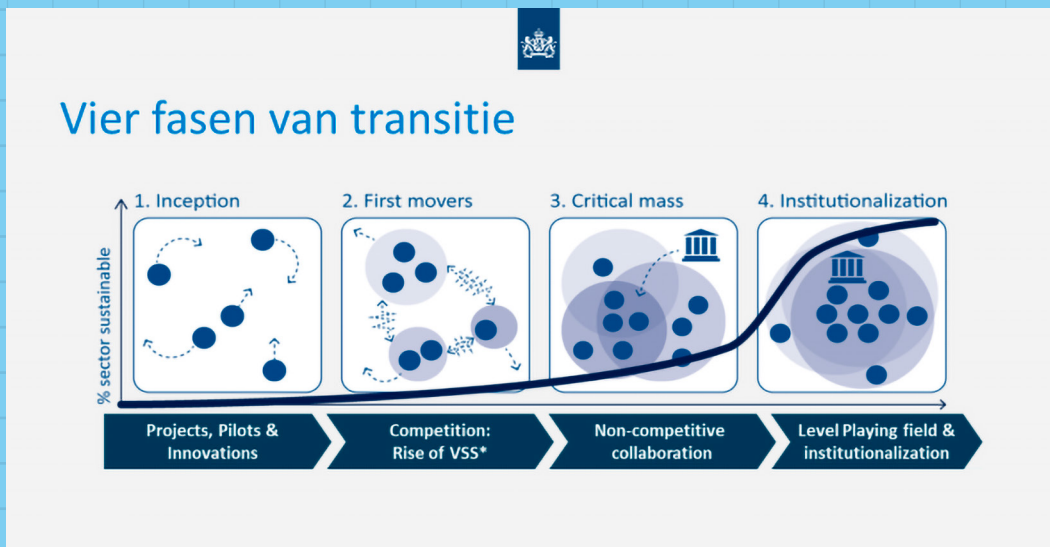 Vier fasen van transitie
1. Inception
2. First movers
3. Critical mass
4. Institutionalization
% sector sustainable
Projects, Pilots &
Innovations
Competition:
Rise of VSS*
Non-competitive
collaboration
Level Playing field &
institutionalization